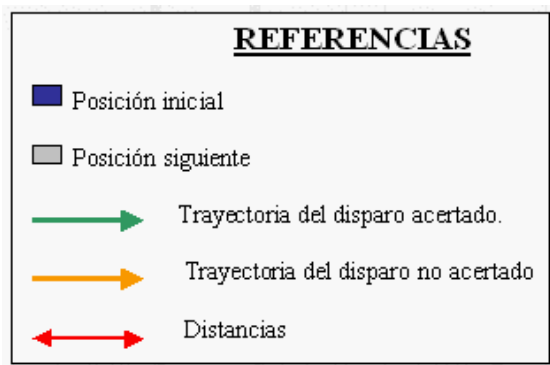 REFERENCIAS
Posición inicial
Posición siguiente
Trayectoria del disparo acertado.
Trayectoria del disparo no acertado
Distancias